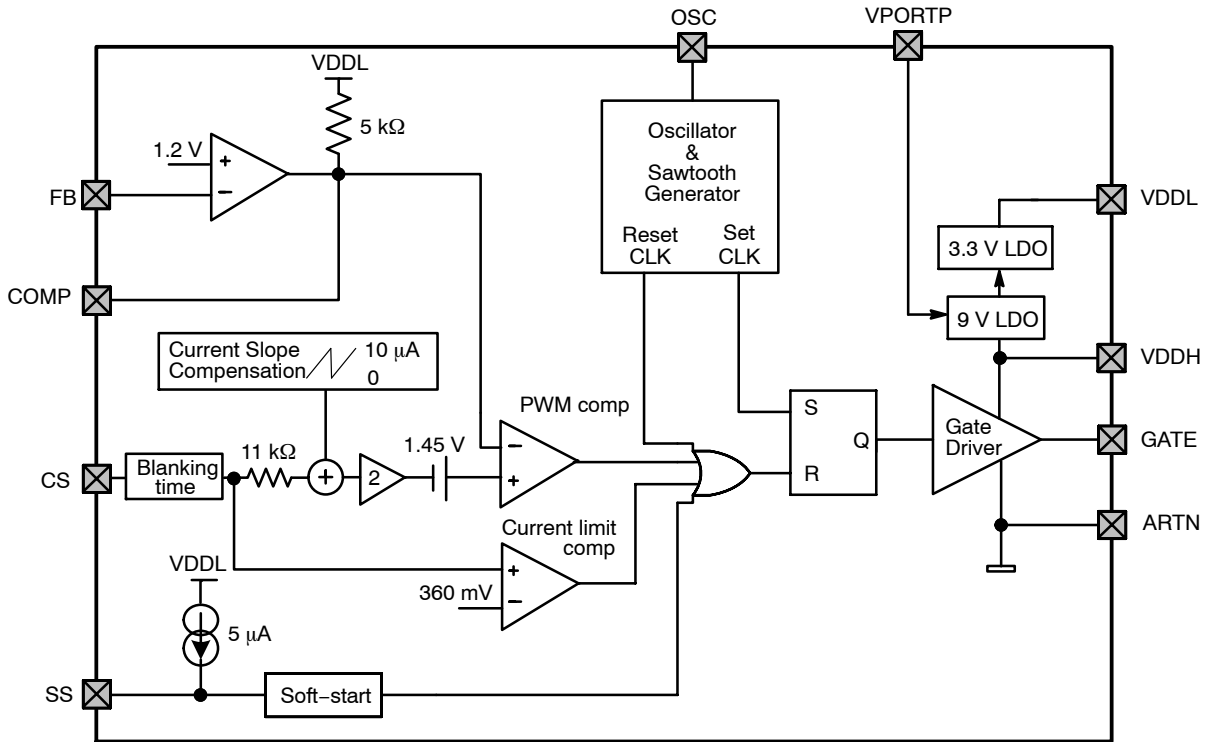 OSC
VPORTP
VDDL
5 kΩ
1.2 V
+
−
FB
COMP
Oscillator
&
Sawtooth
Generator
Reset
CLK
Set
CLK
VDDL
3.3 V LDO
9 V LDO
VDDH
Current Slope
Compensation
10 μA
0
PWM comp
11 kΩ
1.45 V
CS
Blanking
time
+
2
−
+
S
R
Q
Gate
Driver
GATE
ARTN
Current limit
comp
+
−
360 mV
VDDL
5 μA
SS
Soft−start